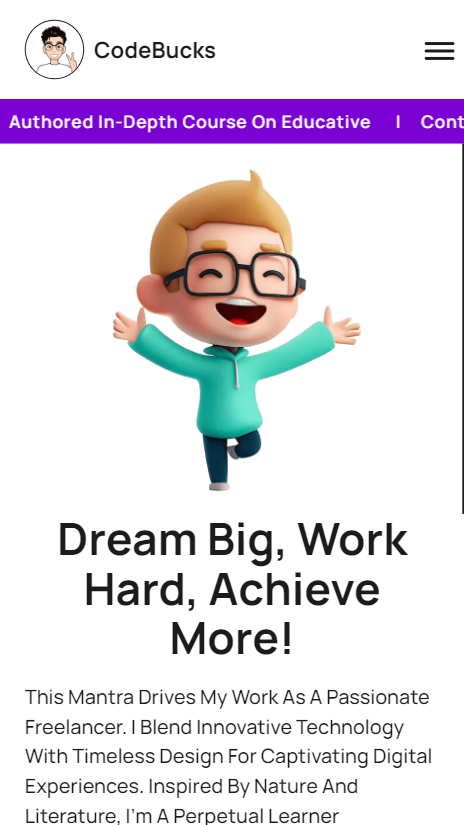 CodeBucks
Authored In-Depth Course On Educative | Cont
Dream Big, Work
Hard, Achieve
More!
This Mantra Drives My Work As A Passionate
Freelancer. I Blend Innovative Technology
With Timeless Design For Captivating Digital
Experiences. Inspired By Nature And
Literature, I'm A Perpetual Learner